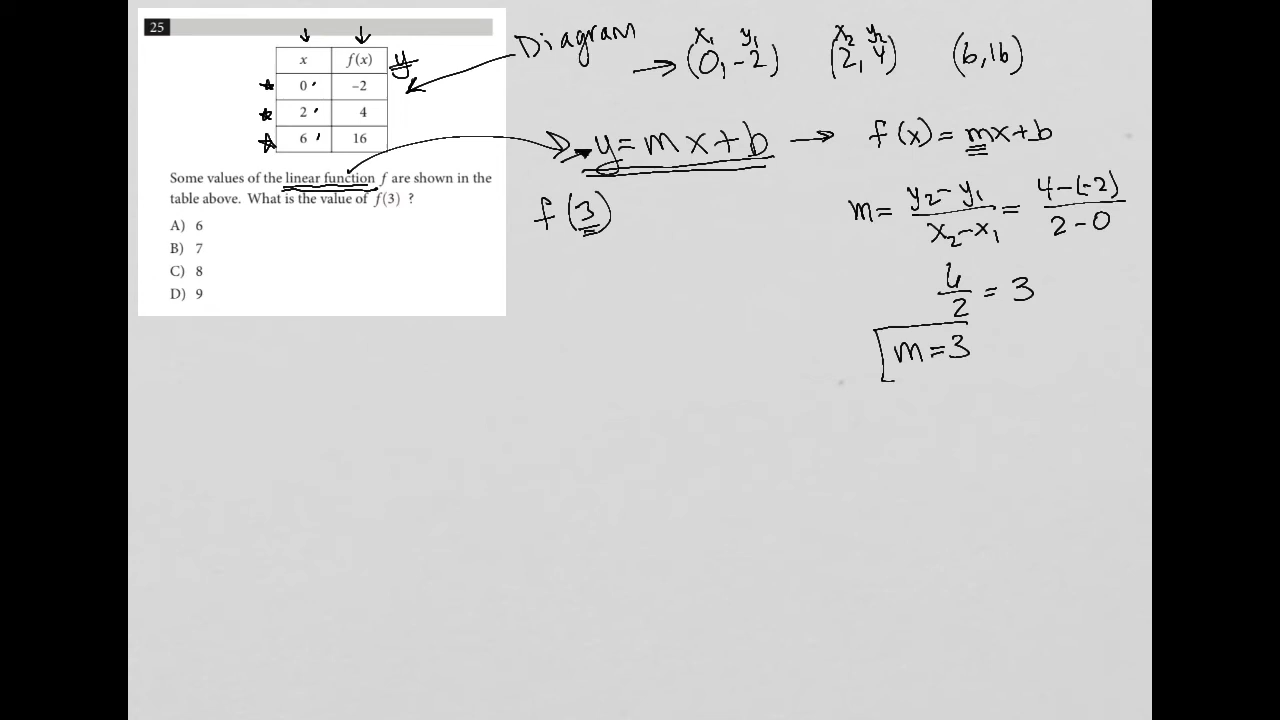 25
Diagram
x₁ y₁ x₂ y₂
→ (0, -2) (2, 4) (6, 16)
x f(x) y
0 −2
2 4
6 16
y = mx + b → f(x) = mx + b
Some values of the linear function f are shown in the
table above. What is the value of f(3) ?
A) 6
B) 7
C) 8
D) 9
f(3)
m = y₂ - y₁ / x₂ - x₁ = 4 - (-2) / 2 - 0
6/2 = 3
m = 3